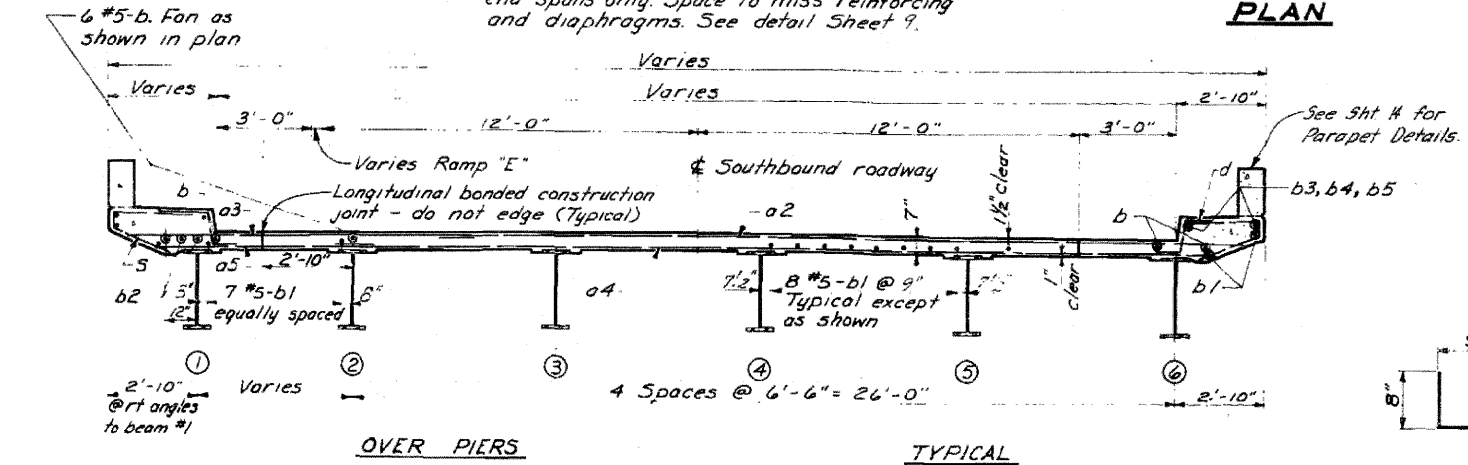 end spans only. Space to miss reinforcing
and diaphragms. See detail Sheet 9.
PLAN
6 #5-b. Fan as
shown in plan
Varies
Varies
Varies
2'-10"
3'-0"
12'-0"
12'-0"
3'-0"
See Sht 14 for
Parapet Details.
Varies Ramp "E"
℄ Southbound roadway
1½" clear
d
b3, b4, b5
b
Longitudinal bonded construction
joint - do not edge (Typical)
a3
a2
7"
b
S
a5
2'-10"
b2
5"
7 #5-b1
6"
equally spaced
12"
a4
7½"
8 #5-b1 @ 9"
Typical except
as shown
7½"
1"
clear
b1
1
2
3
4
5
6
2'-10"
@ rt angles
to beam #1
Varies
4 Spaces @ 6'-6" = 26'-0"
2'-10"
8"
OVER PIERS
TYPICAL